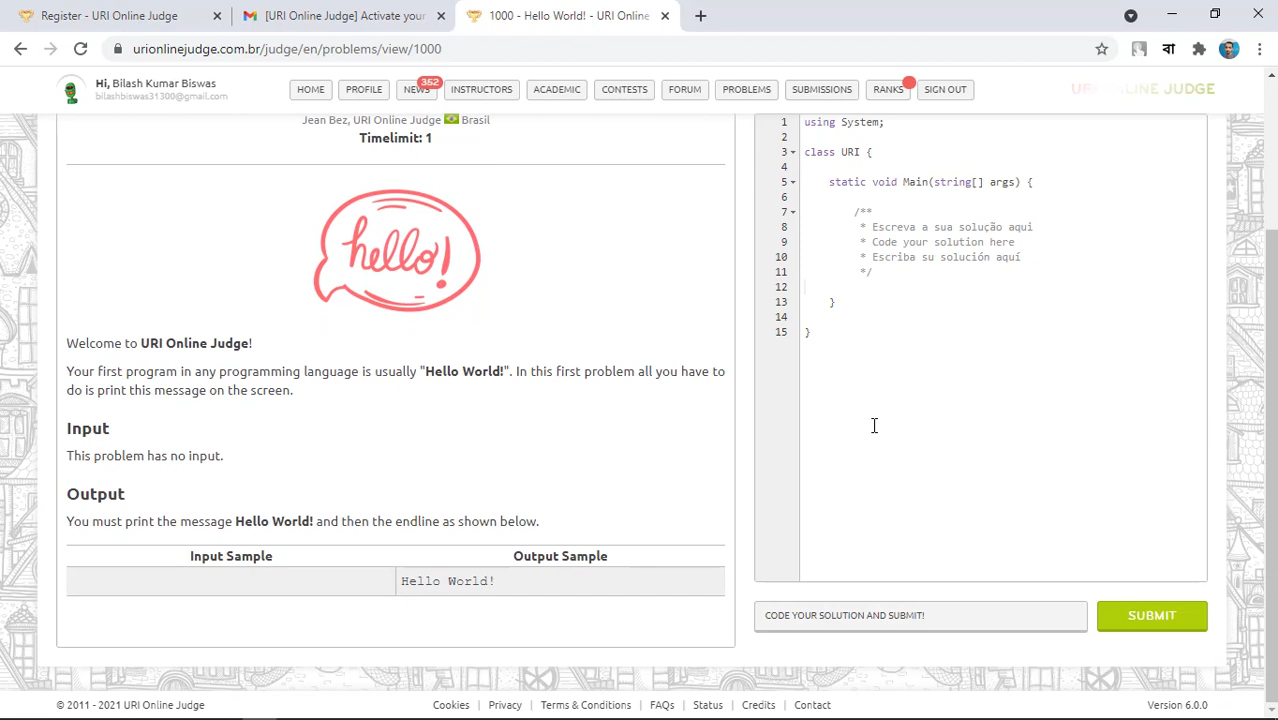 Register - URI Online Judge
[URI Online Judge] Activate your
1000 - Hello World! - URI Online
urionlinejudge.com.br/judge/en/problems/view/1000
বা
Hi, Bilash Kumar Biswas
bilashbiswas31300@gmail.com
HOME
PROFILE
NEWS
352
INSTRUCTORS
ACADEMIC
CONTESTS
FORUM
PROBLEMS
SUBMISSIONS
RANKS
SIGN OUT
URI ONLINE JUDGE
Jean Bez, URI Online Judge Brasil
Timelimit: 1
hello!
Welcome to URI Online Judge!
Your first program in any programming language is usually "Hello World!". In this first problem all you have to
do is print this message on the screen.
Input
This problem has no input.
Output
You must print the message Hello World! and then the endline as shown below.
Input Sample
Output Sample
Hello World!
1 using System;
2
3 class URI {
4
5 static void Main(string[] args) {
6
7 /**
8 * Escreva a sua solução aqui
9 * Code your solution here
10 * Escriba su solución aquí
11 */
12
13 }
14
15 }
CODE YOUR SOLUTION AND SUBMIT!
SUBMIT
© 2011 - 2021 URI Online Judge
Cookies
Privacy
Terms & Conditions
FAQs
Status
Credits
Contact
Version 6.0.0